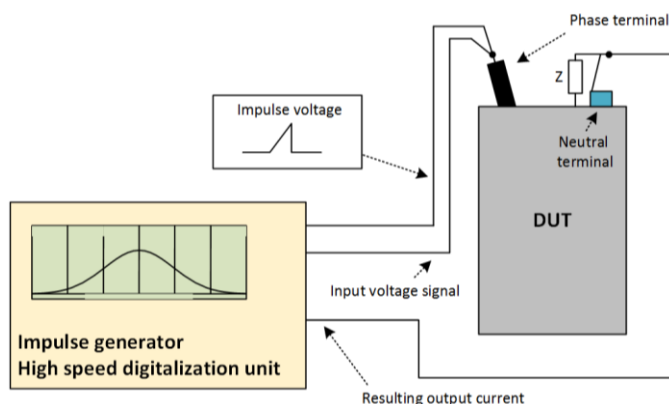 Phase terminal
Z
Impulse voltage
Neutral
terminal
DUT
Input voltage signal
Impulse generator
High speed digitalization unit
Resulting output current